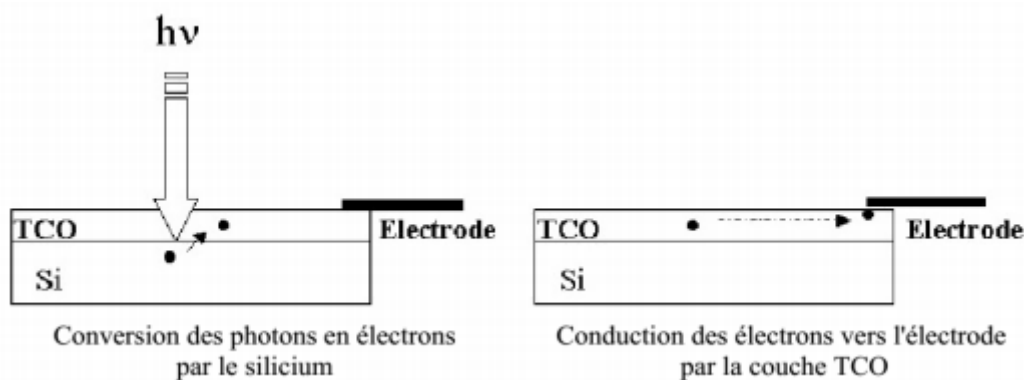 hν
TCO
Electrode
Si
Conversion des photons en électrons
par le silicium
TCO
Electrode
Si
Conduction des électrons vers l'électrode
par la couche TCO